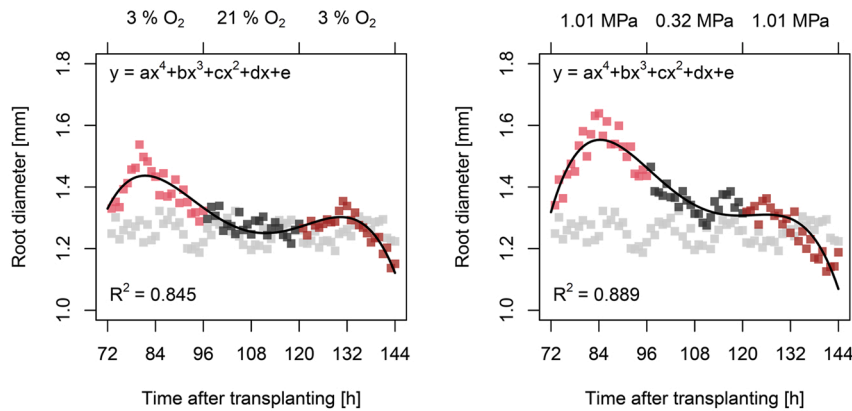 3 % O₂ 21 % O₂ 3 % O₂
y = ax⁴+bx³+cx²+dx+e
Root diameter [mm]
1.8
1.6
1.4
1.2
1.0
R² = 0.845
72 84 96 108 120 132 144
Time after transplanting [h]
1.01 MPa 0.32 MPa 1.01 MPa
y = ax⁴+bx³+cx²+dx+e
Root diameter [mm]
1.8
1.6
1.4
1.2
1.0
R² = 0.889
72 84 96 108 120 132 144
Time after transplanting [h]